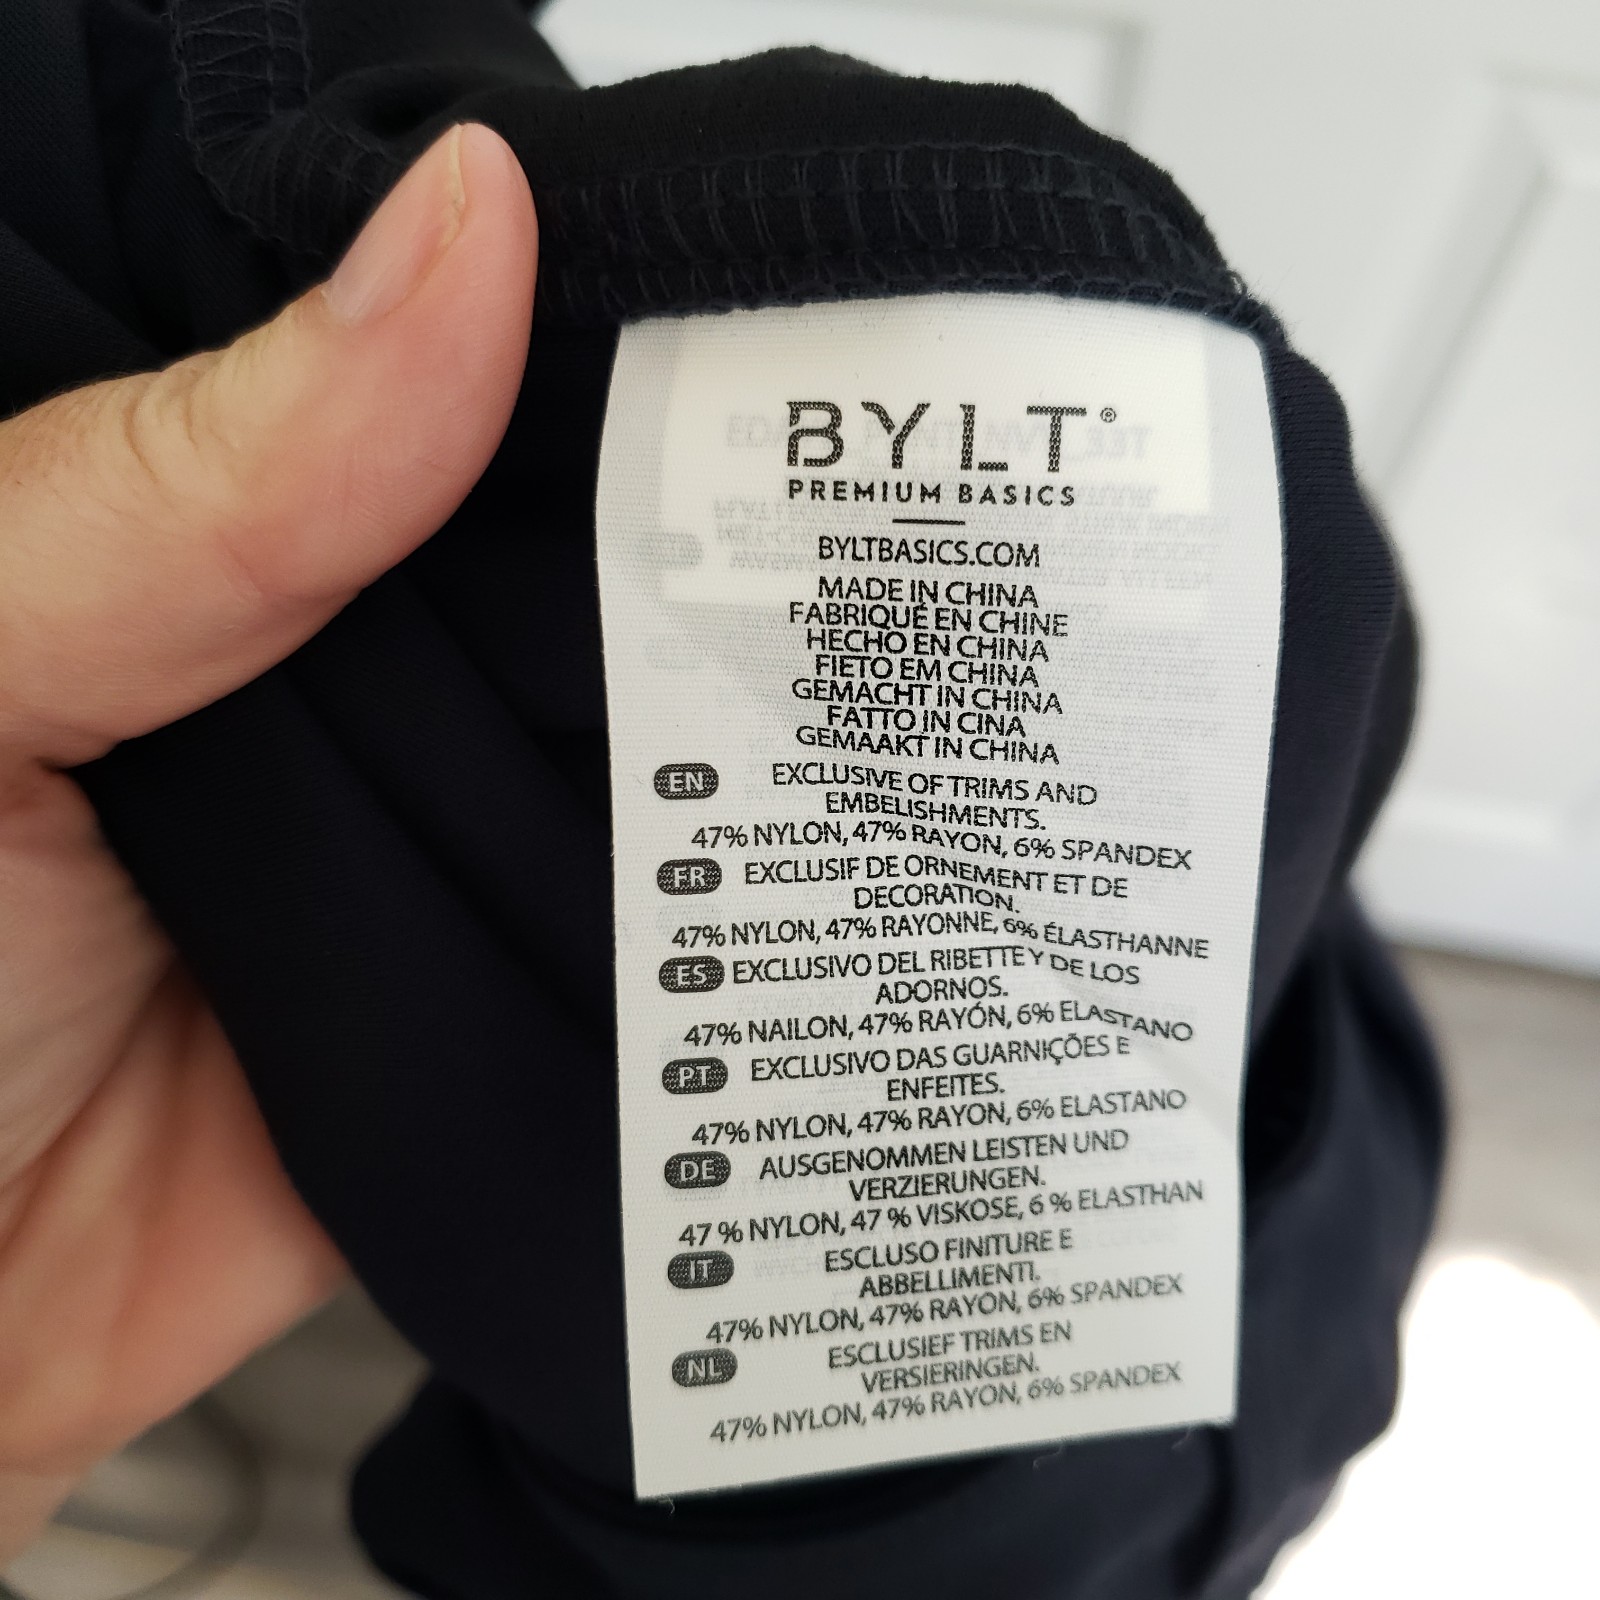 BYLT®
PREMIUM BASICS
BYLTBASICS.COM
MADE IN CHINA
FABRIQUÉ EN CHINE
HECHO EN CHINA
FIETO EM CHINA
GEMACHT IN CHINA
FATTO IN CINA
GEMAAKT IN CHINA
EN EXCLUSIVE OF TRIMS AND
EMBELISHMENTS.
47% NYLON, 47% RAYON, 6% SPANDEX
FR EXCLUSIF DE ORNEMENT ET DE
DECORATION.
47% NYLON, 47% RAYONNE, 6% ÉLASTHANNE
ES EXCLUSIVO DEL RIBETTE Y DE LOS
ADORNOS.
47% NAILON, 47% RAYÓN, 6% ELASTANO
PT EXCLUSIVO DAS GUARNIÇÕES E
ENFEITES.
47% NYLON, 47% RAYON, 6% ELASTANO
DE AUSGENOMMEN LEISTEN UND
VERZIERUNGEN.
47 % NYLON, 47 % VISKOSE, 6 % ELASTHAN
IT ESCLUSO FINITURE E
ABBELLIMENTI.
47% NYLON, 47% RAYON, 6% SPANDEX
NL ESCLUSIEF TRIMS EN
VERSIERINGEN.
47% NYLON, 47% RAYON, 6% SPANDEX